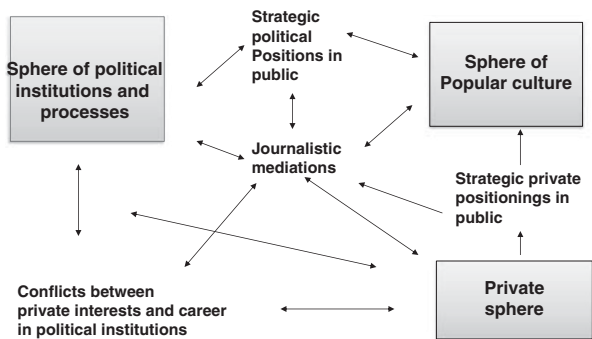 Strategic
political
Positions in
public
Sphere of political
institutions and
processes
Sphere of
Popular culture
Journalistic
mediations
Strategic private
positionings in
public
Conflicts between
private interests and career
in political institutions
Private
sphere